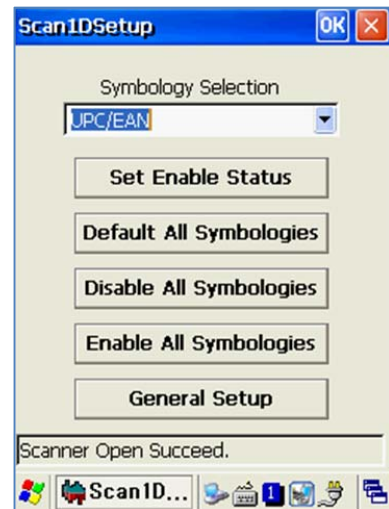 Scan1DSetup OK
Symbology Selection
UPC/EAN
Set Enable Status
Default All Symbologies
Disable All Symbologies
Enable All Symbologies
General Setup
Scanner Open Succeed.
Scan1D... 1